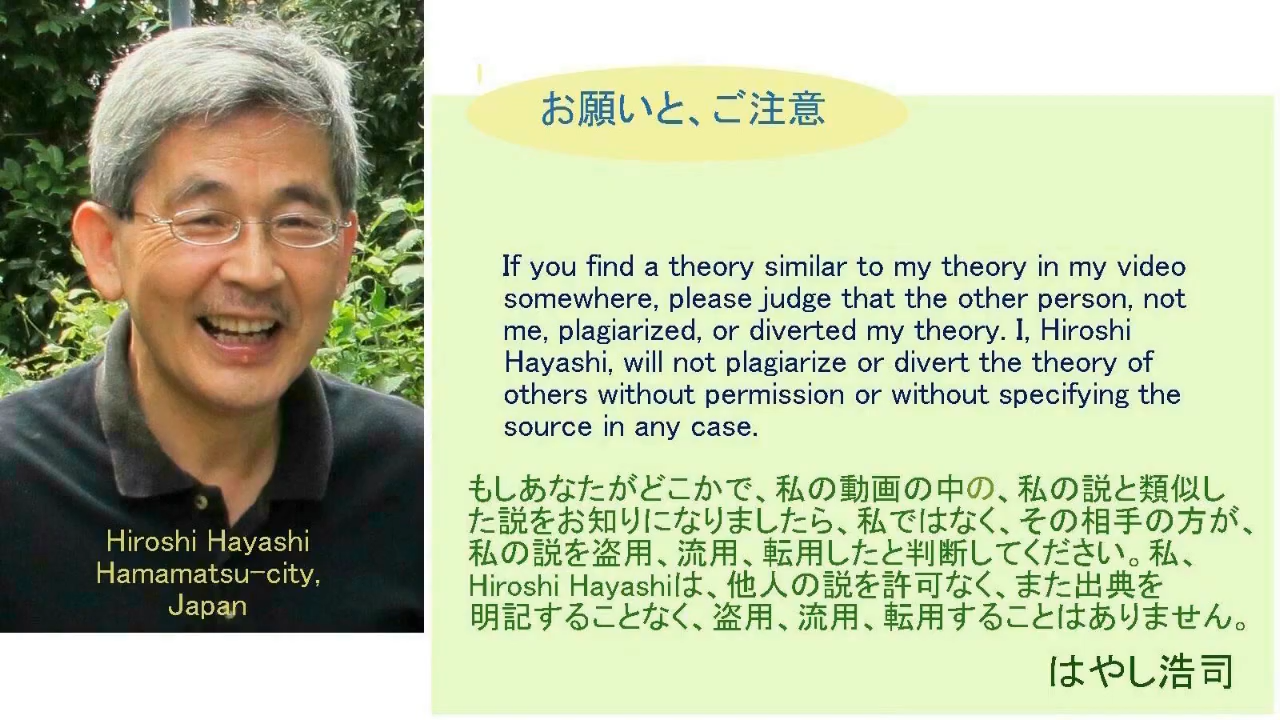 お願いと、ご注意
If you find a theory similar to my theory in my video
somewhere, please judge that the other person, not
me, plagiarized, or diverted my theory. I, Hiroshi
Hayashi, will not plagiarize or divert the theory of
others without permission or without specifying the
source in any case.
もしあなたがどこかで、私の動画の中の、私の説と類似し
た説をお知りになりましたら、私ではなく、その相手の方が、
私の説を盗用、流用、転用したと判断してください。私、
Hiroshi Hayashiは、他人の説を許可なく、また出典を
明記することなく、盗用、流用、転用することはありません。
はやし浩司
Hiroshi Hayashi
Hamamatsu-city,
Japan